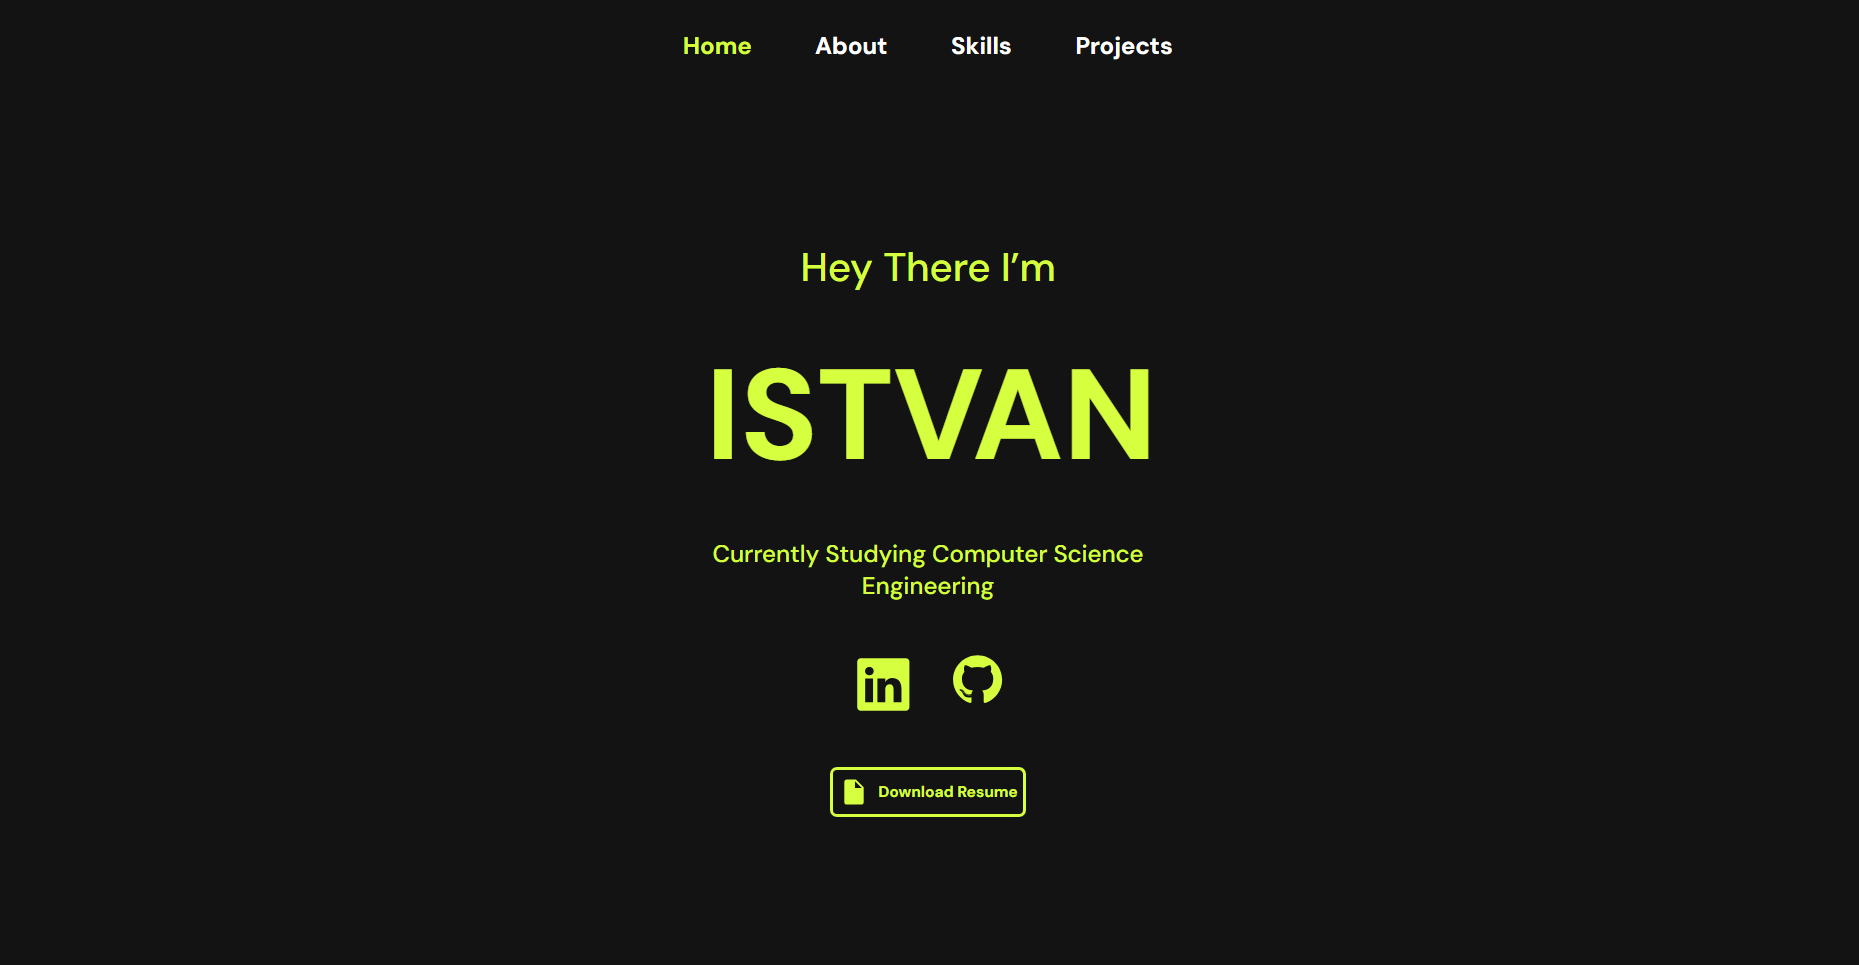 Home About Skills Projects
Hey There I’m
ISTVAN
Currently Studying Computer Science
Engineering
in
Download Resume